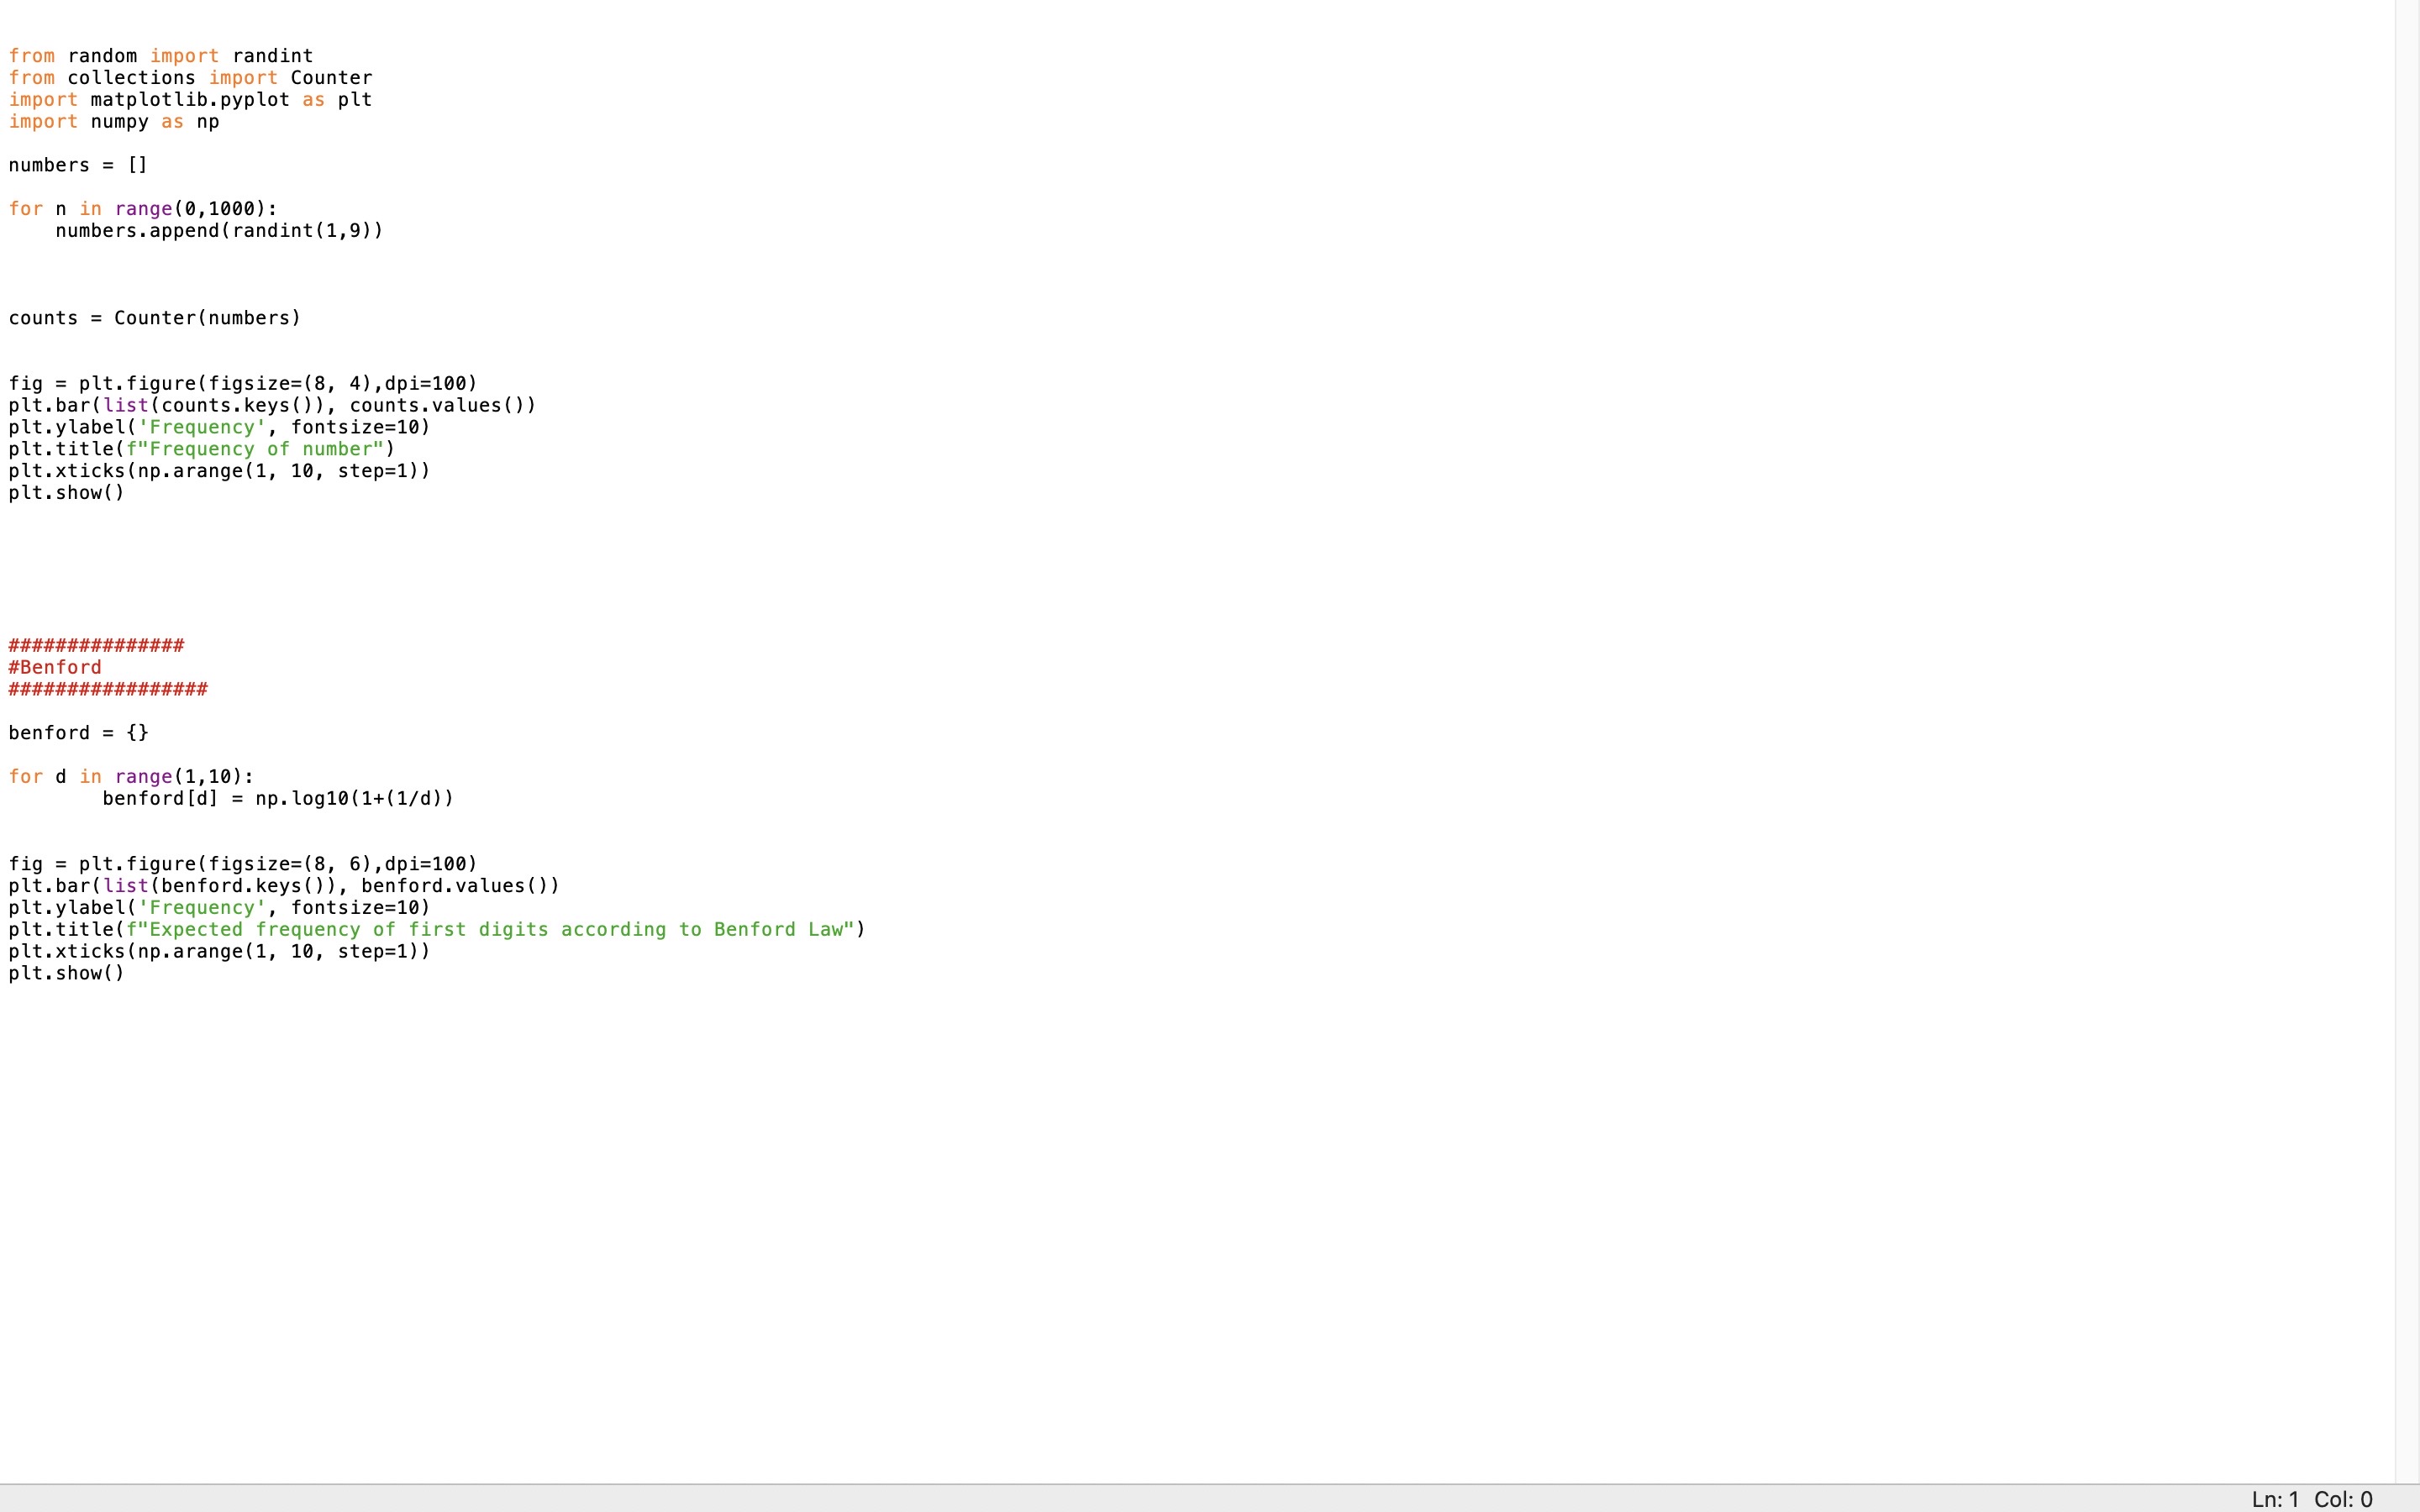 from random import randint
from collections import Counter
import matplotlib.pyplot as plt
import numpy as np
numbers = []
for n in range(0,1000):
    numbers.append(randint(1,9))
counts = Counter(numbers)
fig = plt.figure(figsize=(8, 4),dpi=100)
plt.bar(list(counts.keys()), counts.values())
plt.ylabel('Frequency', fontsize=10)
plt.title(f"Frequency of number")
plt.xticks(np.arange(1, 10, step=1))
plt.show()
###############
#Benford
#################
benford = {}
for d in range(1,10):
        benford[d] = np.log10(1+(1/d))
fig = plt.figure(figsize=(8, 6),dpi=100)
plt.bar(list(benford.keys()), benford.values())
plt.ylabel('Frequency', fontsize=10)
plt.title(f"Expected frequency of first digits according to Benford Law")
plt.xticks(np.arange(1, 10, step=1))
plt.show()
Ln: 1 Col: 0